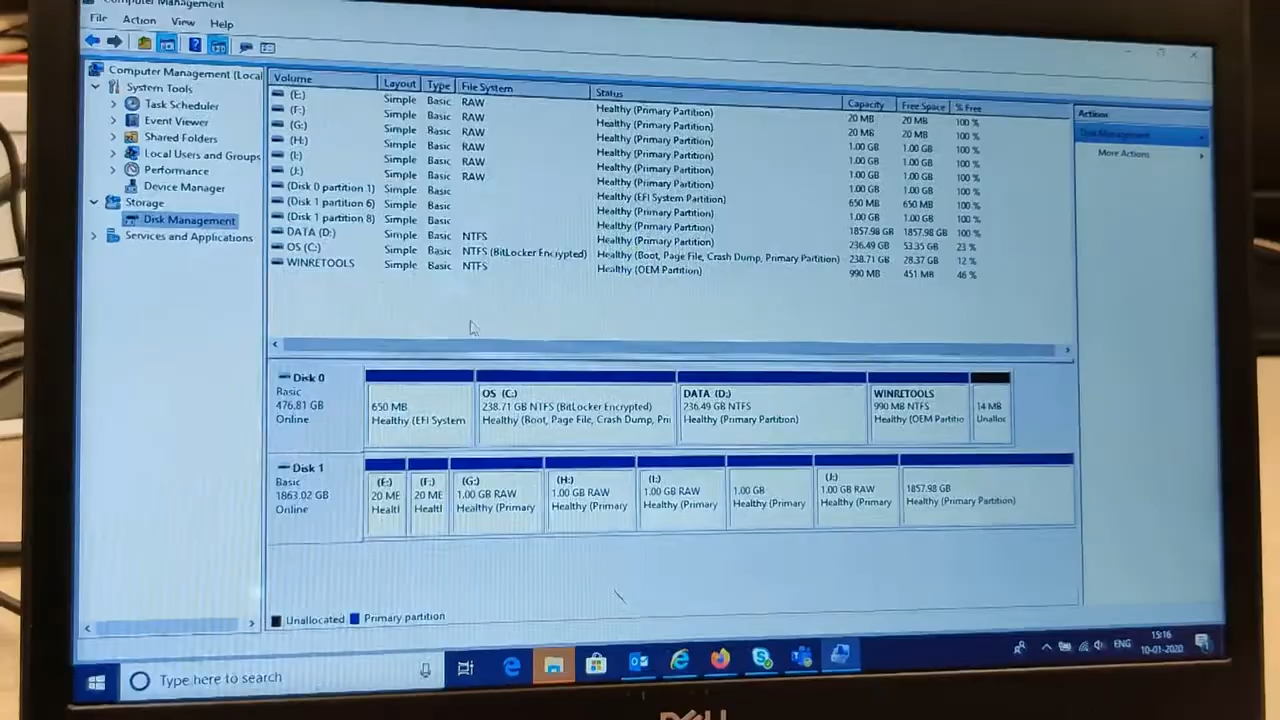 Computer Management
File Action View Help
Computer Management (Local
System Tools
Task Scheduler
Event Viewer
Shared Folders
Local Users and Groups
Performance
Device Manager
Storage
Disk Management
Services and Applications
Volume Layout Type File System Status Capacity Free Space % Free
(E:) Simple Basic RAW Healthy (Primary Partition) 20 MB 20 MB 100 %
(F:) Simple Basic RAW Healthy (Primary Partition) 20 MB 20 MB 100 %
(G:) Simple Basic RAW Healthy (Primary Partition) 1.00 GB 1.00 GB 100 %
(H:) Simple Basic RAW Healthy (Primary Partition) 1.00 GB 1.00 GB 100 %
(I:) Simple Basic RAW Healthy (Primary Partition) 1.00 GB 1.00 GB 100 %
(J:) Simple Basic RAW Healthy (Primary Partition) 1.00 GB 1.00 GB 100 %
(Disk 0 partition 1) Simple Basic Healthy (EFI System Partition) 650 MB 650 MB 100 %
(Disk 1 partition 6) Simple Basic Healthy (Primary Partition) 1.00 GB 1.00 GB 100 %
(Disk 1 partition 8) Simple Basic Healthy (Primary Partition) 1857.98 GB 1857.98 GB 100 %
DATA (D:) Simple Basic NTFS Healthy (Primary Partition) 236.49 GB 53.35 GB 23 %
OS (C:) Simple Basic NTFS (BitLocker Encrypted) Healthy (Boot, Page File, Crash Dump, Primary Partition) 238.71 GB 28.37 GB 12 %
WINRETOOLS Simple Basic NTFS Healthy (OEM Partition) 990 MB 451 MB 46 %
Actions
Disk Management
More Actions
Disk 0
Basic
476.81 GB
Online
650 MB
Healthy (EFI System
OS (C:)
238.71 GB NTFS (BitLocker Encrypted)
Healthy (Boot, Page File, Crash Dump, Pri
DATA (D:)
236.49 GB NTFS
Healthy (Primary Partition)
WINRETOOLS
990 MB NTFS
Healthy (OEM Partitio
14 MB
Unalloc
Disk 1
Basic
1863.02 GB
Online
(E:)
20 ME
Healtl
(F:)
20 ME
Healtl
(G:)
1.00 GB RAW
Healthy (Primary
(H:)
1.00 GB RAW
Healthy (Primary
(I:)
1.00 GB RAW
Healthy (Primary
1.00 GB
Healthy (Primary
(J:)
1.00 GB RAW
Healthy (Primary
1857.98 GB
Healthy (Primary Partition)
Unallocated Primary partition
Type here to search
ENG
15:16
10-01-2020
DELL